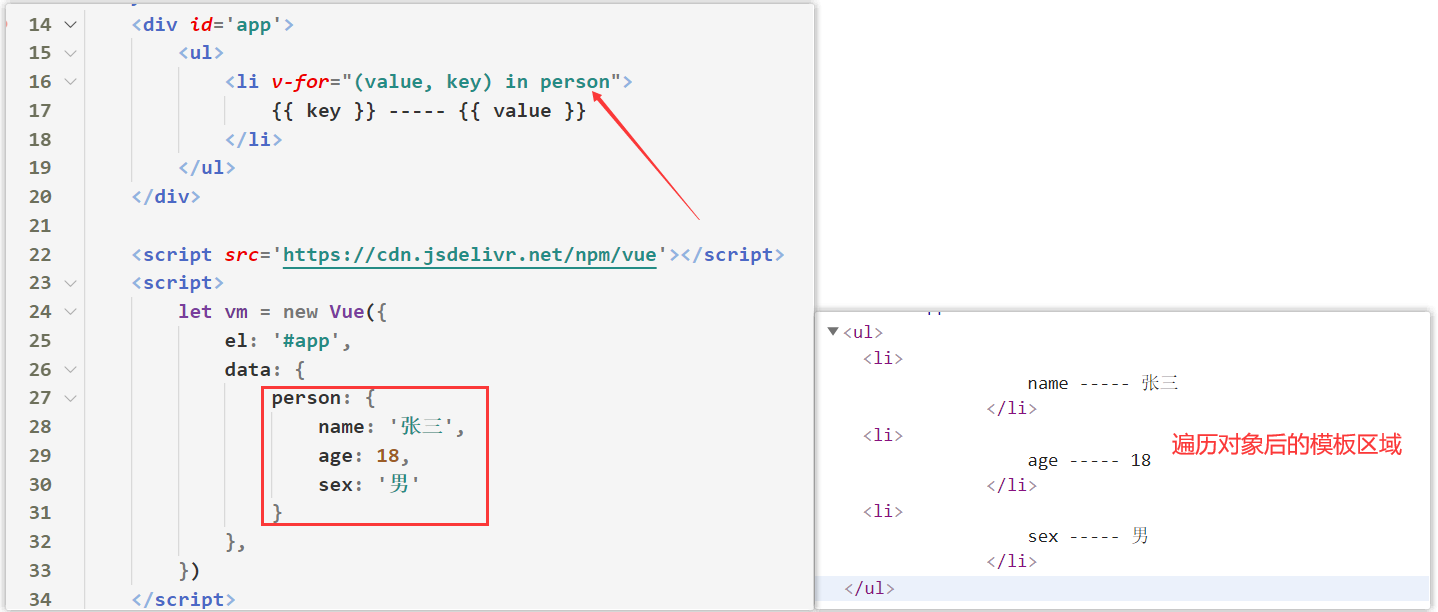 14 <div id='app'>
15 <ul>
16 <li v-for="(value, key) in person">
17 {{ key }} ----- {{ value }}
18 </li>
19 </ul>
20 </div>
21
22 <script src='https://cdn.jsdelivr.net/npm/vue'></script>
23 <script>
24 let vm = new Vue({
25 el: '#app',
26 data: {
27 person: {
28 name: '张三',
29 age: 18,
30 sex: '男'
31 }
32 },
33 })
34 </script>
<ul>
<li>
name ----- 张三
</li>
<li>
age ----- 18
</li>
<li>
sex ----- 男
</li>
</ul>
遍历对象后的模板区域